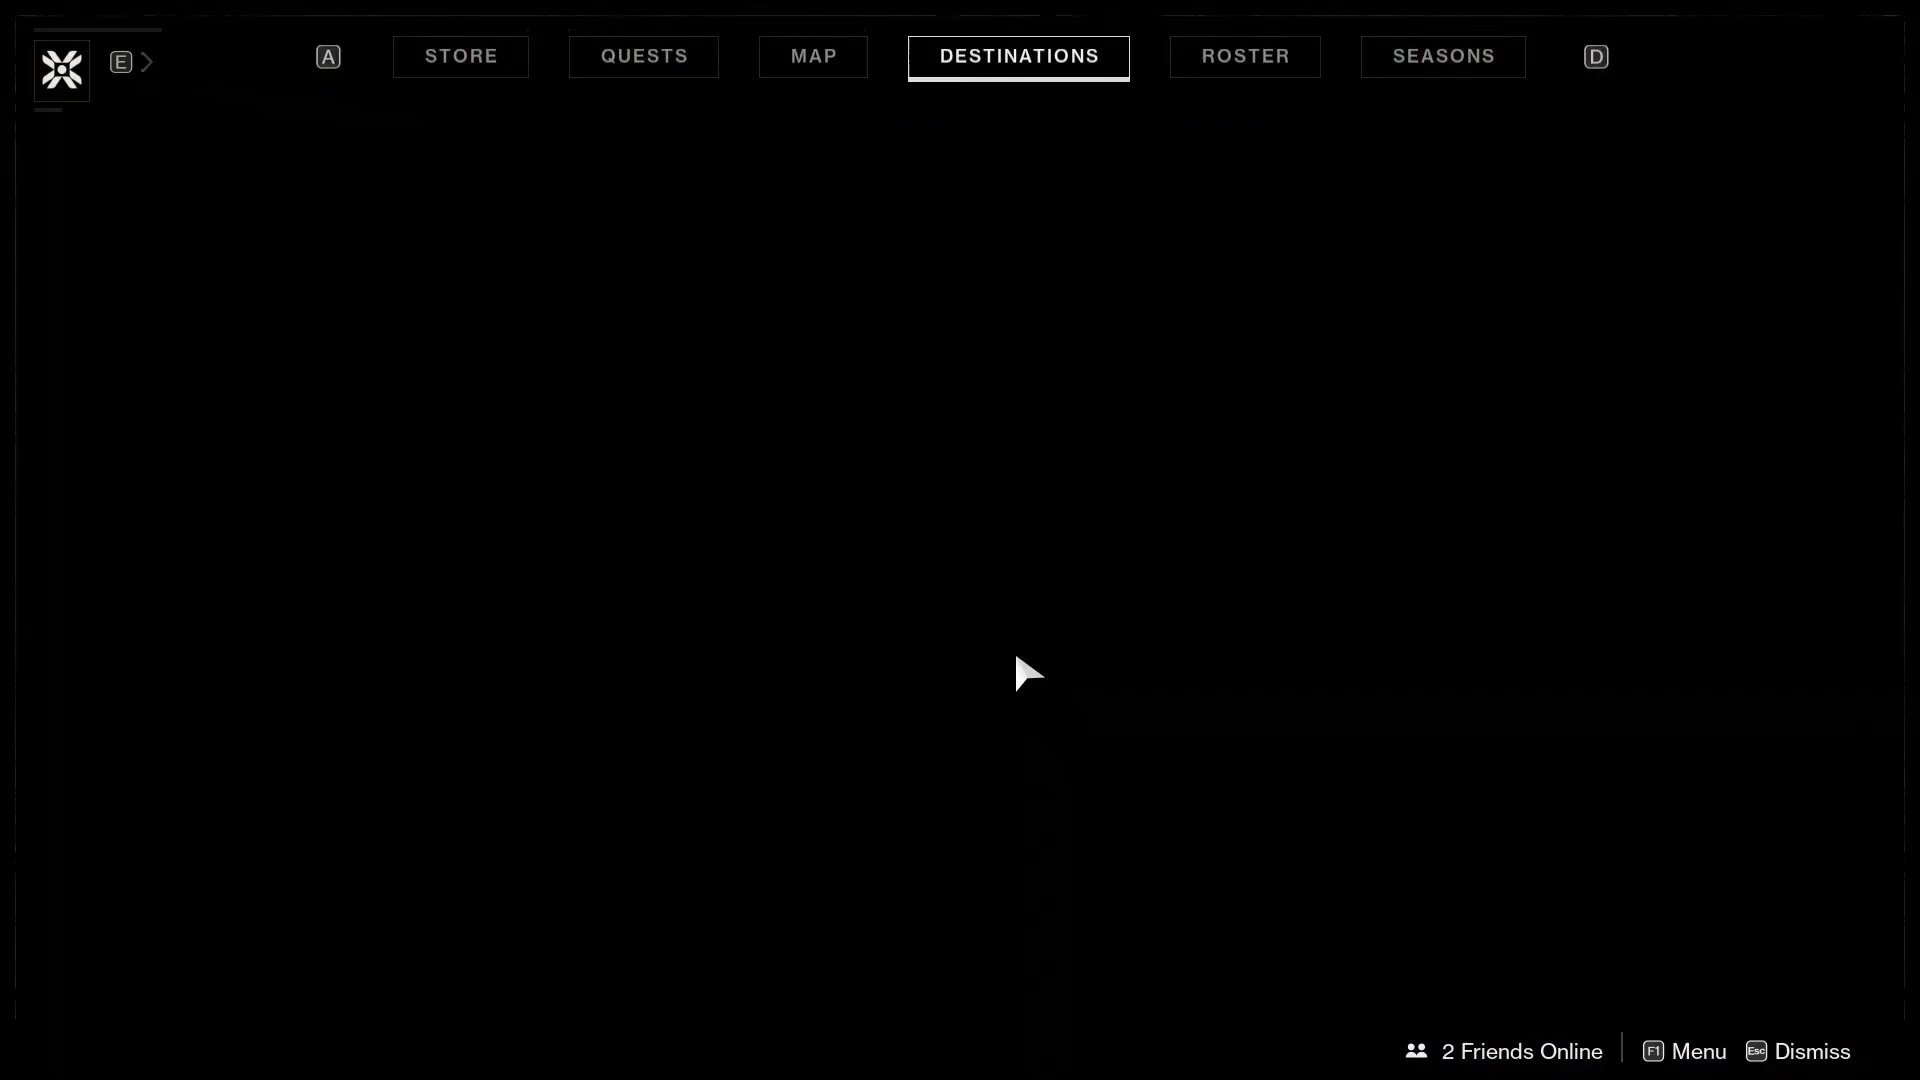 E
A
STORE
QUESTS
MAP
DESTINATIONS
ROSTER
SEASONS
D
2 Friends Online
F1 Menu
Esc Dismiss